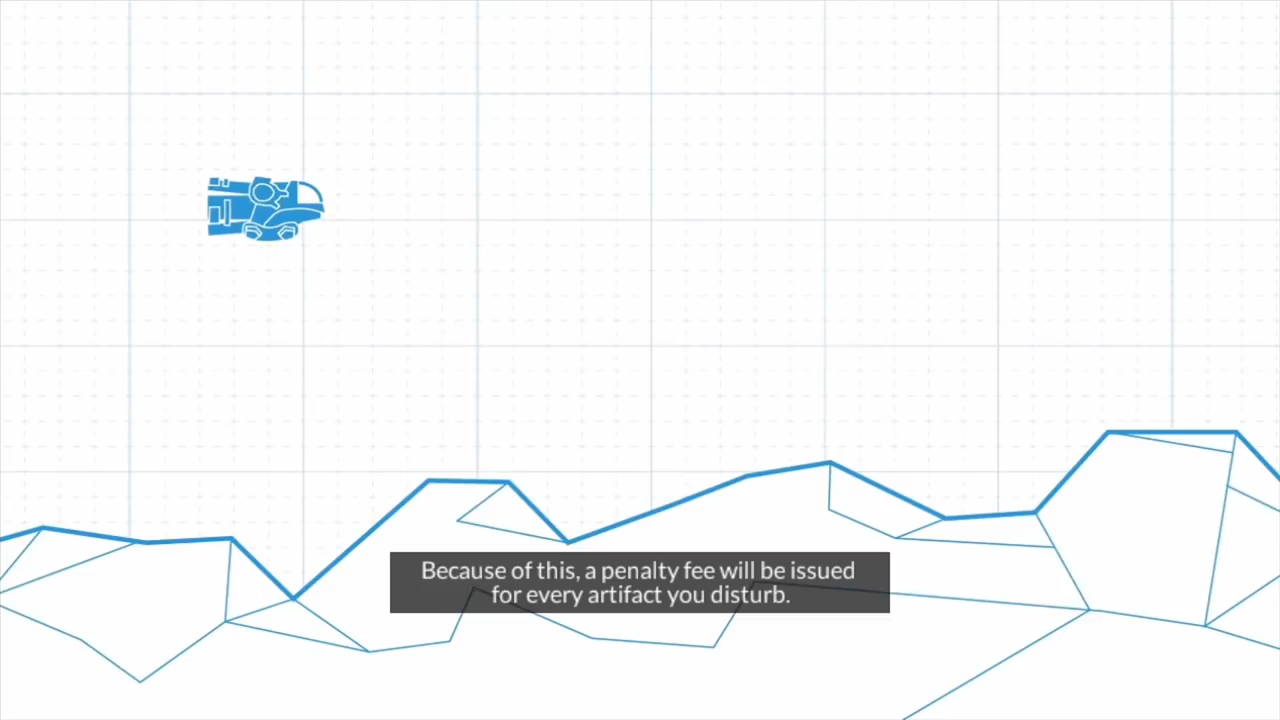 Because of this, a penalty fee will be issued
for every artifact you disturb.